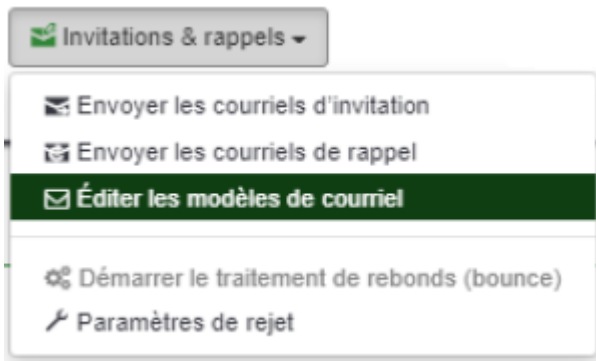 Invitations & rappels
Envoyer les courriels d'invitation
Envoyer les courriels de rappel
Éditer les modèles de courriel
Démarrer le traitement de rebonds (bounce)
Paramètres de rejet